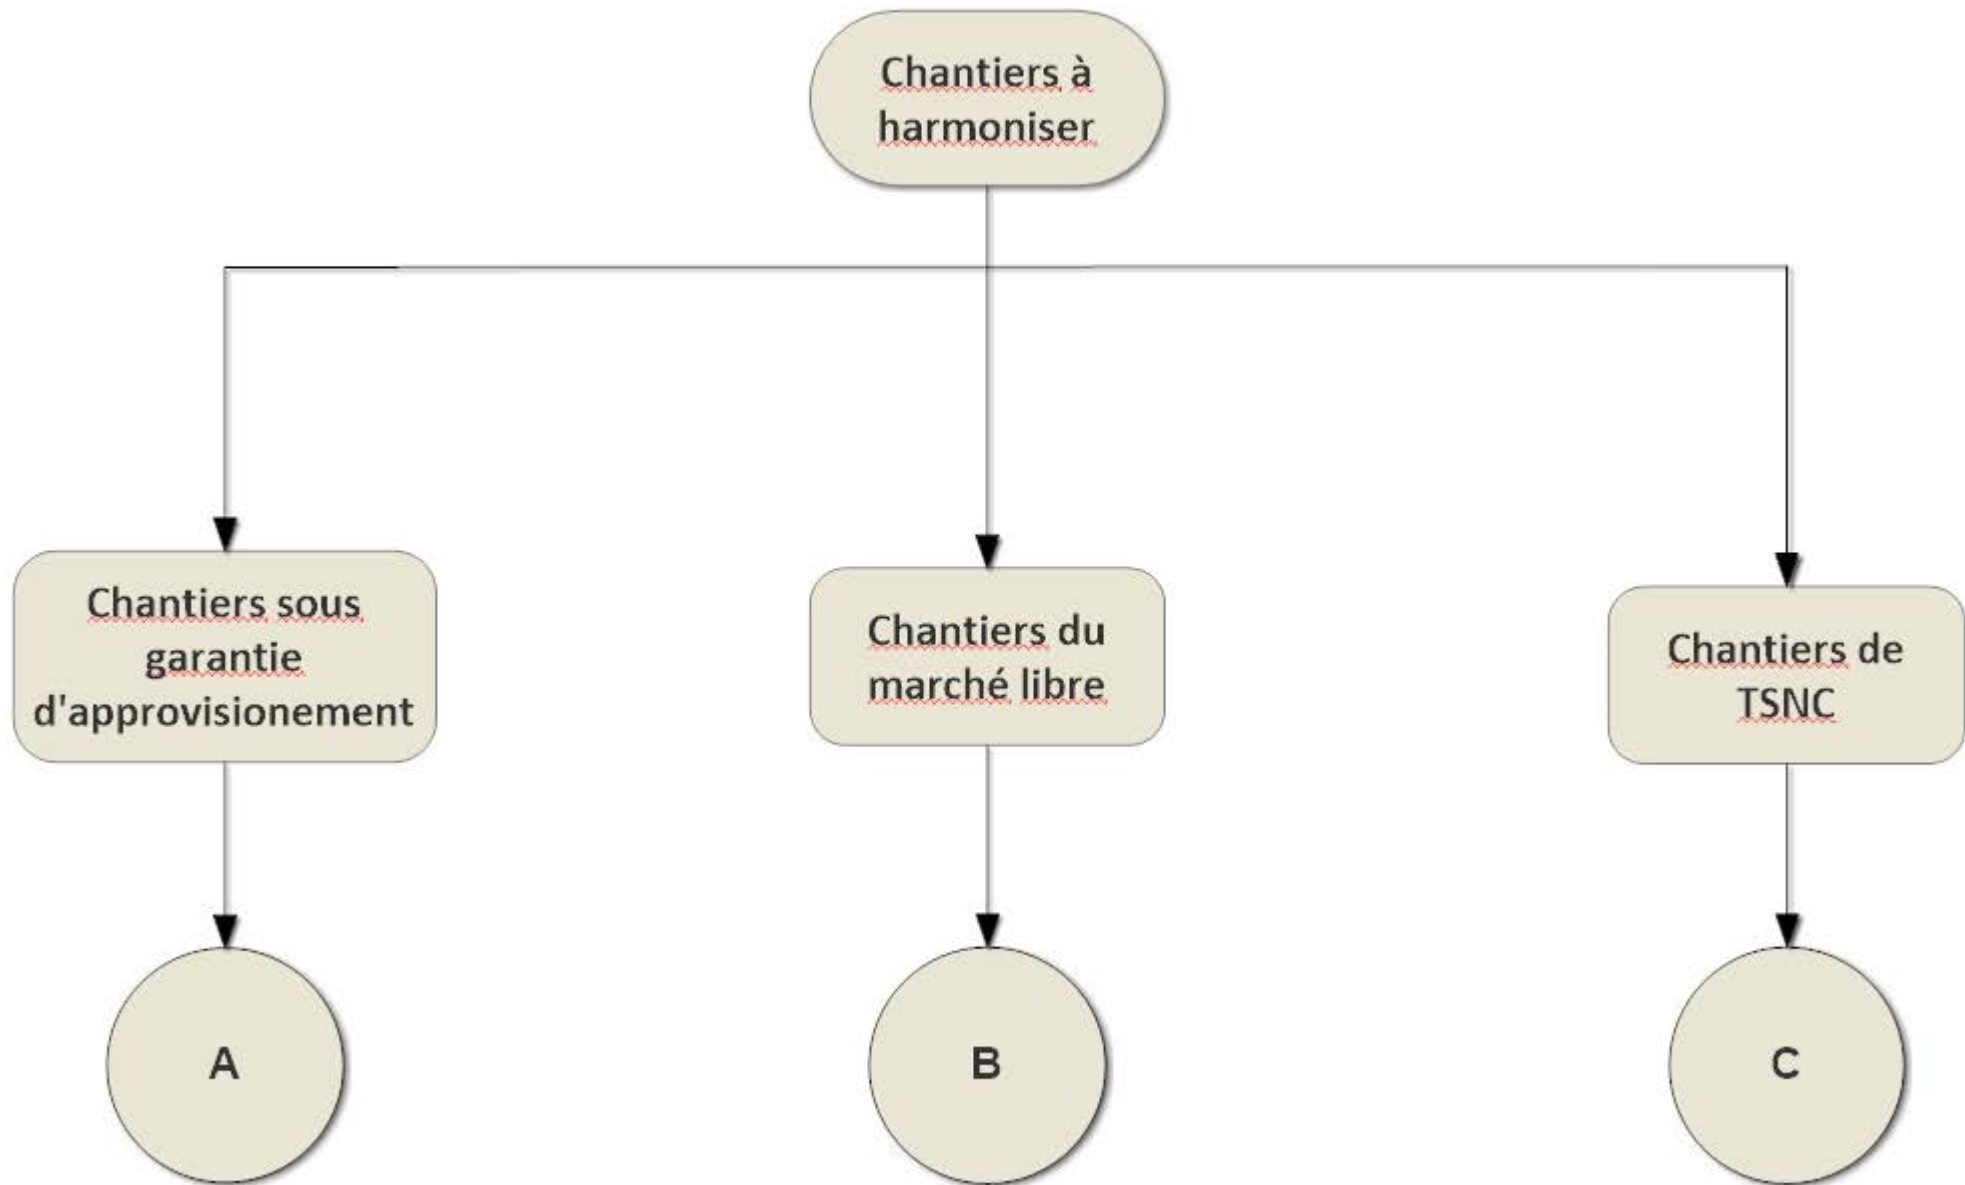 Chantiers à
harmoniser
Chantiers sous
garantie
d'approvisionement
Chantiers du
marché libre
Chantiers de
TSNC
A
B
C